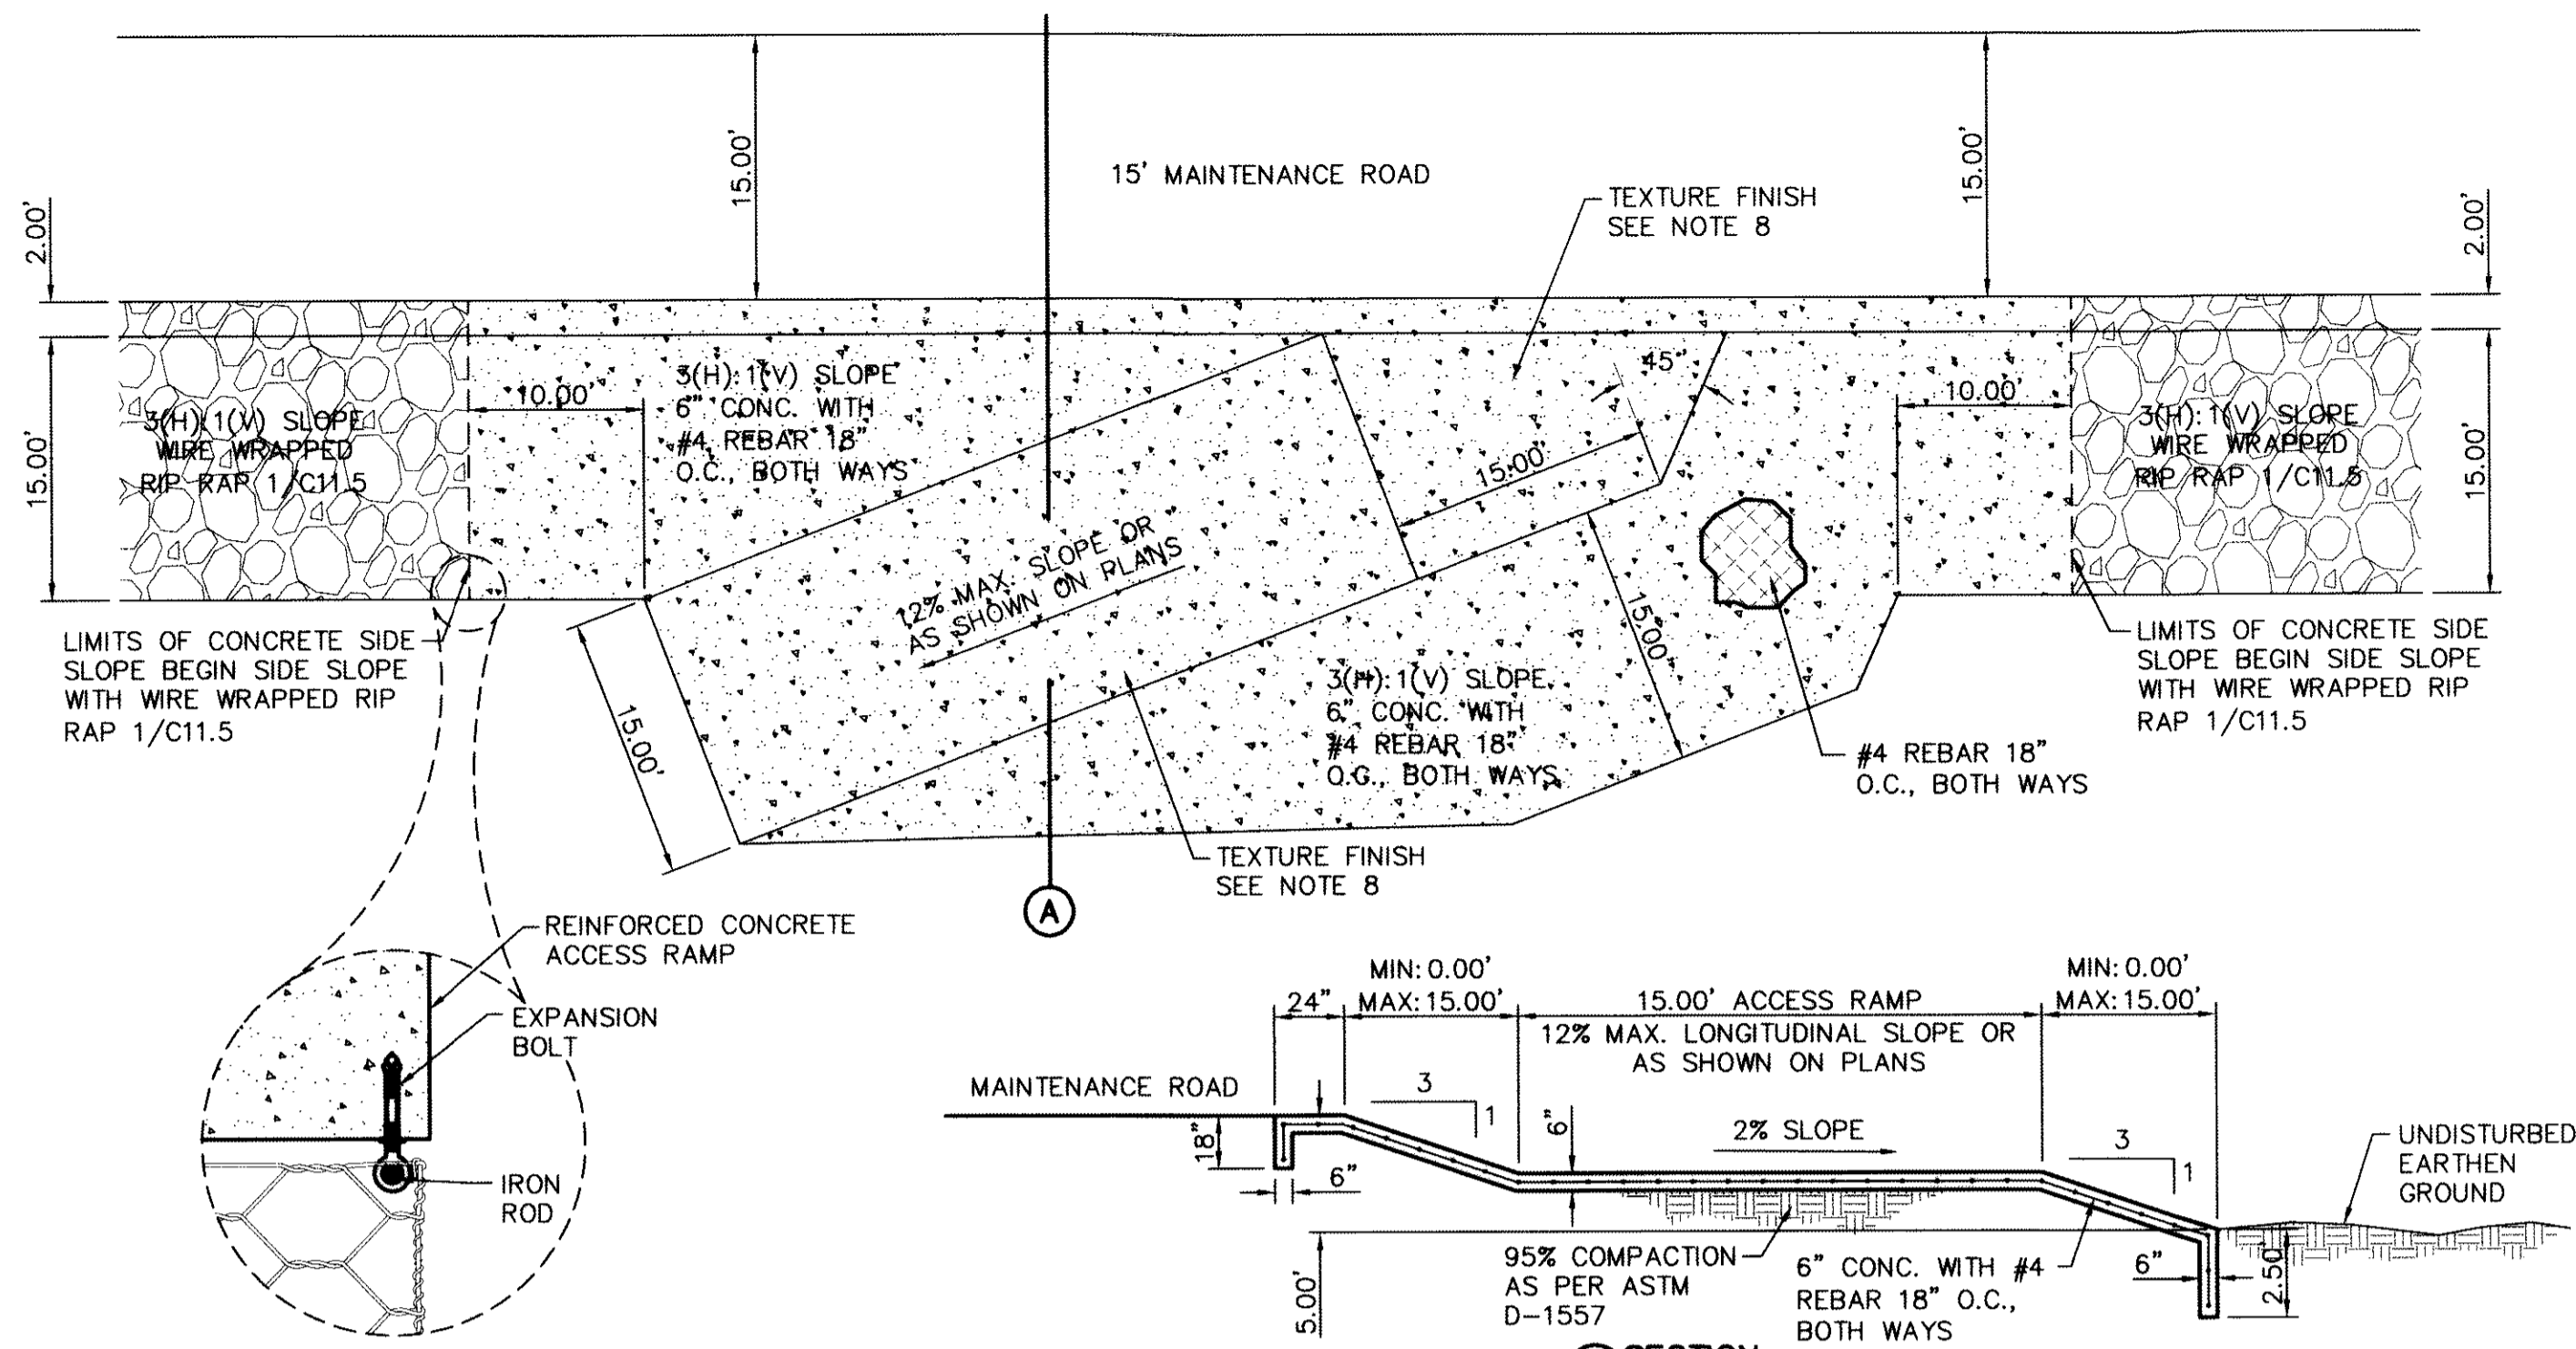 15.00'
15.00'
15' MAINTENANCE ROAD
TEXTURE FINISH
SEE NOTE 8
2.00'
2.00'
45°
10.00'
3(H):1(V) SLOPE
6" CONC. WITH
#4 REBAR 18"
O.C., BOTH WAYS
10.00'
3(H):1(V) SLOPE
WIRE WRAPPED
RIP RAP 1/C11.5
3(H):1(V) SLOPE
WIRE WRAPPED
RIP RAP 1/C11.5
15.00'
15.00'
15.00'
12% MAX. SLOPE OR
AS SHOWN ON PLANS
15.00'
LIMITS OF CONCRETE SIDE
SLOPE BEGIN SIDE SLOPE
WITH WIRE WRAPPED RIP
RAP 1/C11.5
LIMITS OF CONCRETE SIDE
SLOPE BEGIN SIDE SLOPE
WITH WIRE WRAPPED RIP
RAP 1/C11.5
15.00'
3(H):1(V) SLOPE
6" CONC. WITH
#4 REBAR 18"
O.C., BOTH WAYS
#4 REBAR 18"
O.C., BOTH WAYS
TEXTURE FINISH
SEE NOTE 8
A
REINFORCED CONCRETE
ACCESS RAMP
EXPANSION
BOLT
IRON
ROD
24"
MIN: 0.00'
MAX: 15.00'
15.00' ACCESS RAMP
12% MAX. LONGITUDINAL SLOPE OR
AS SHOWN ON PLANS
MIN: 0.00'
MAX: 15.00'
MAINTENANCE ROAD
3
1
18"
6"
6"
2% SLOPE
3
1
UNDISTURBED
EARTHEN
GROUND
5.00'
95% COMPACTION
AS PER ASTM
D-1557
6" CONC. WITH #4
REBAR 18" O.C.,
BOTH WAYS
6"
2.50'
SECTION